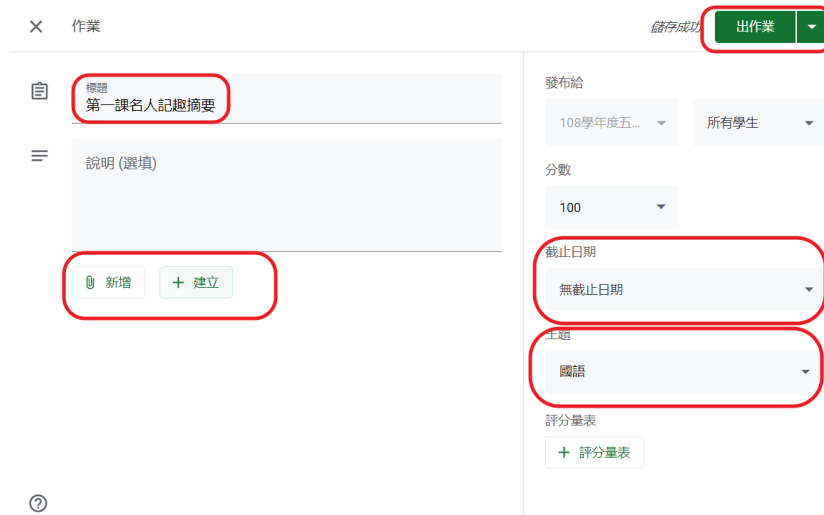 作業
儲存成功
出作業
標題
第一課名人記趣摘要
說明 (選填)
新增
建立
發布給
108學年度五...
所有學生
分數
100
截止日期
無截止日期
主題
國語
評分量表
評分量表